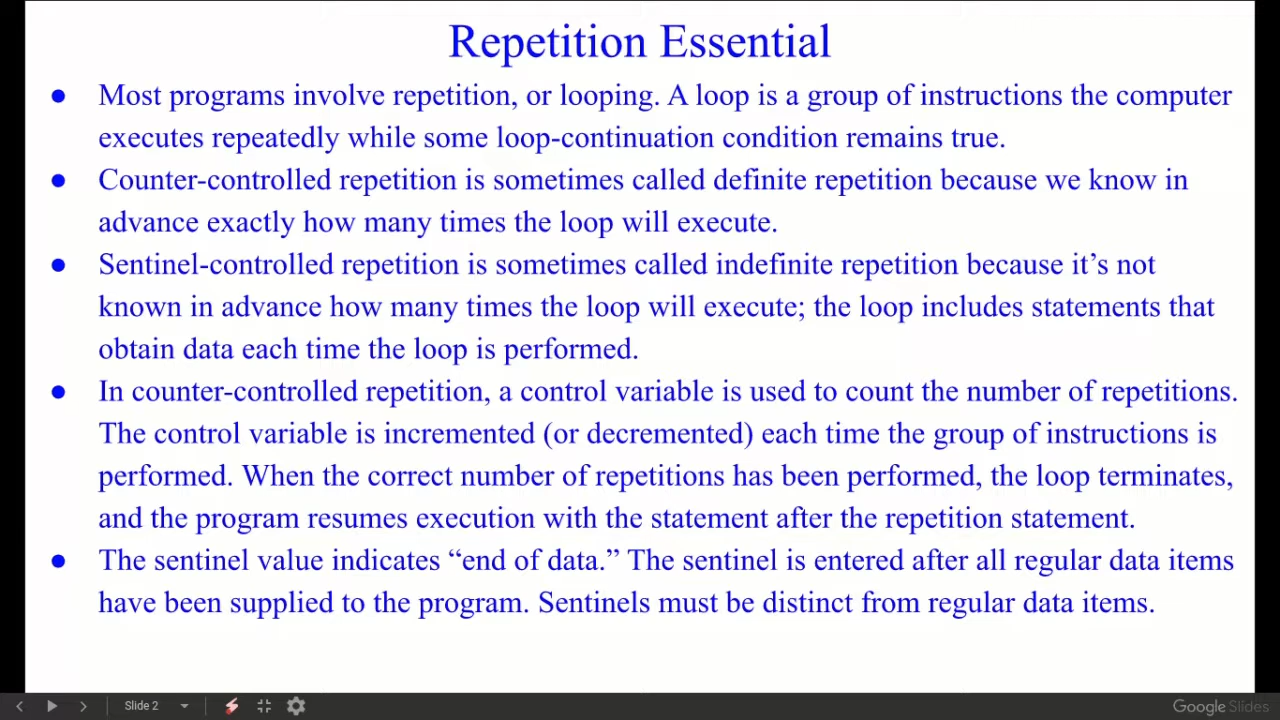 Repetition Essential
● Most programs involve repetition, or looping. A loop is a group of instructions the computer
executes repeatedly while some loop-continuation condition remains true.
● Counter-controlled repetition is sometimes called definite repetition because we know in
advance exactly how many times the loop will execute.
● Sentinel-controlled repetition is sometimes called indefinite repetition because it’s not
known in advance how many times the loop will execute; the loop includes statements that
obtain data each time the loop is performed.
● In counter-controlled repetition, a control variable is used to count the number of repetitions.
The control variable is incremented (or decremented) each time the group of instructions is
performed. When the correct number of repetitions has been performed, the loop terminates,
and the program resumes execution with the statement after the repetition statement.
● The sentinel value indicates “end of data.” The sentinel is entered after all regular data items
have been supplied to the program. Sentinels must be distinct from regular data items.
Slide 2
Google Slides